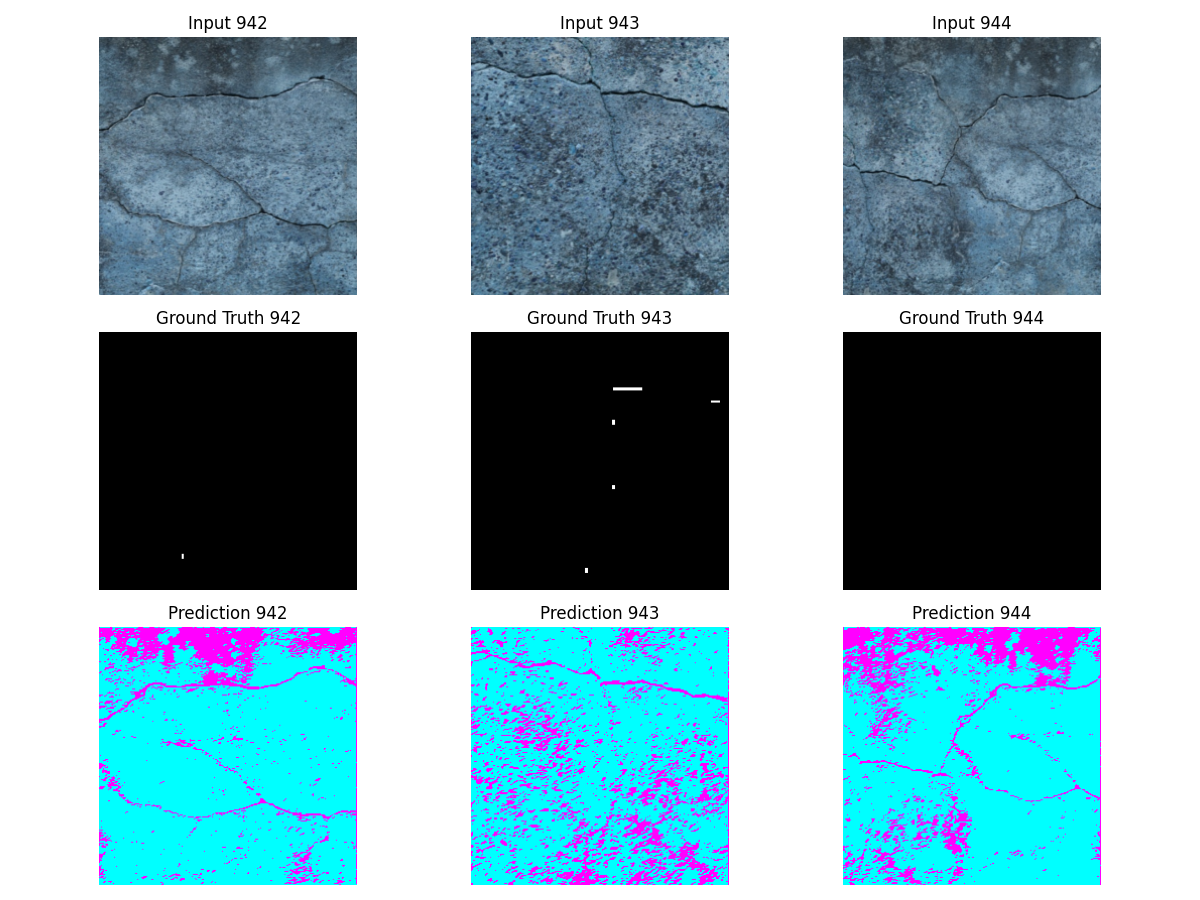 Input 942
Input 943
Input 944
Ground Truth 942
Ground Truth 943
Ground Truth 944
Prediction 942
Prediction 943
Prediction 944